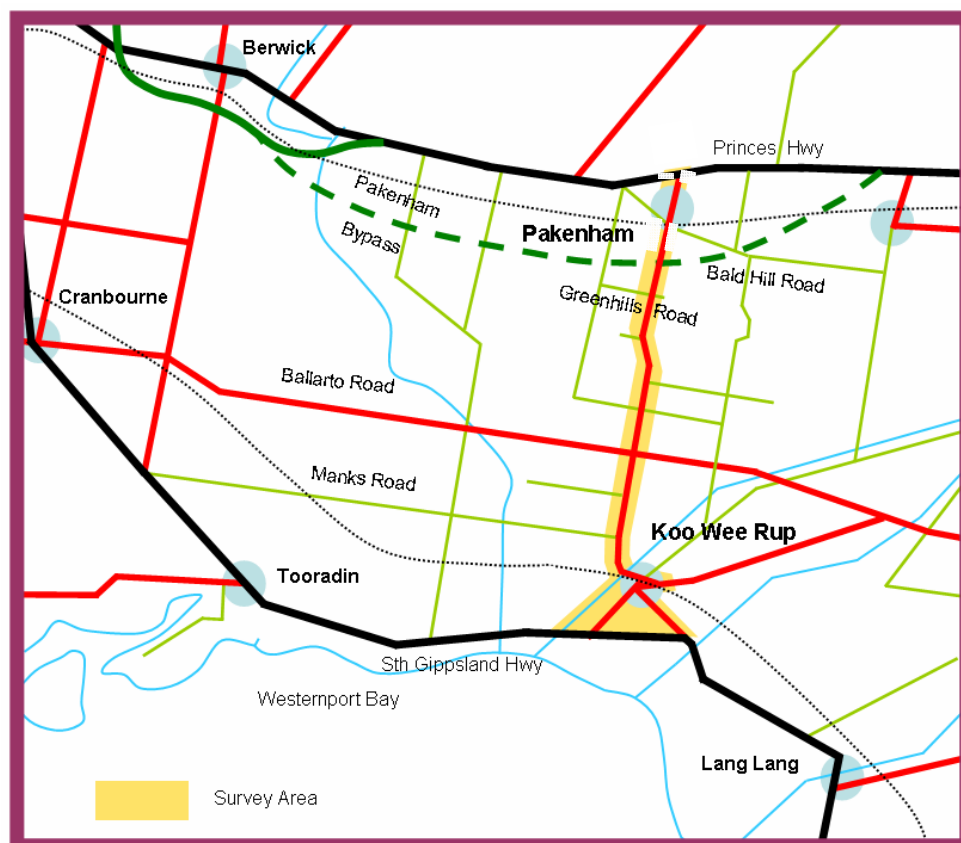 Berwick
Princes Hwy
Pakenham
Bypass
Pakenham
Bald Hill Road
Greenhills Road
Cranbourne
Ballarto Road
Manks Road
Koo Wee Rup
Tooradin
Sth Gippsland Hwy
Westernport Bay
Lang Lang
Survey Area